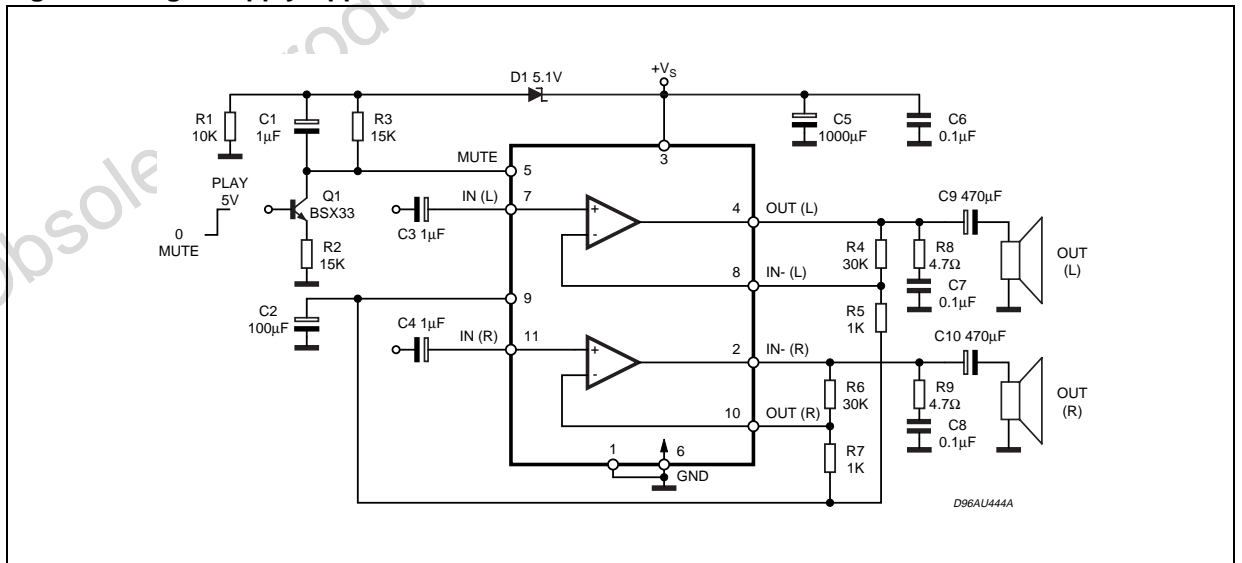 D1 5.1V
+VS
R1
10K
C1
1µF
R3
15K
C5
1000µF
C6
0.1µF
MUTE
5
3
PLAY
5V
0
MUTE
Q1
BSX33
R2
15K
IN (L)
7
C3 1µF
+
-
4
OUT (L)
8
IN- (L)
R4
30K
R8
4.7Ω
C7
0.1µF
R5
1K
C9 470µF
OUT
(L)
C2
100µF
9
C4 1µF
IN (R)
11
+
-
2
IN- (R)
10
OUT (R)
R6
30K
R7
1K
R9
4.7Ω
C8
0.1µF
C10 470µF
OUT
(R)
1
6
GND
D96AU444A